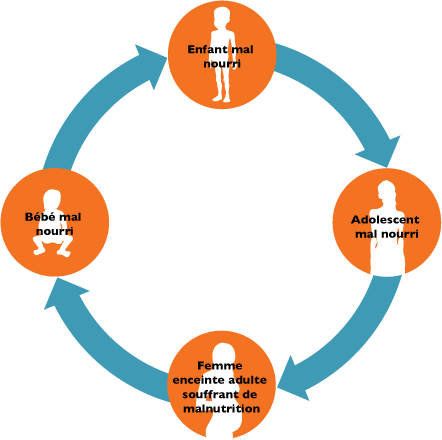 Enfant mal
nourri
Adolescent
mal nourri
Femme
enceinte adulte
souffrant de
malnutrition
Bébé mal
nourri